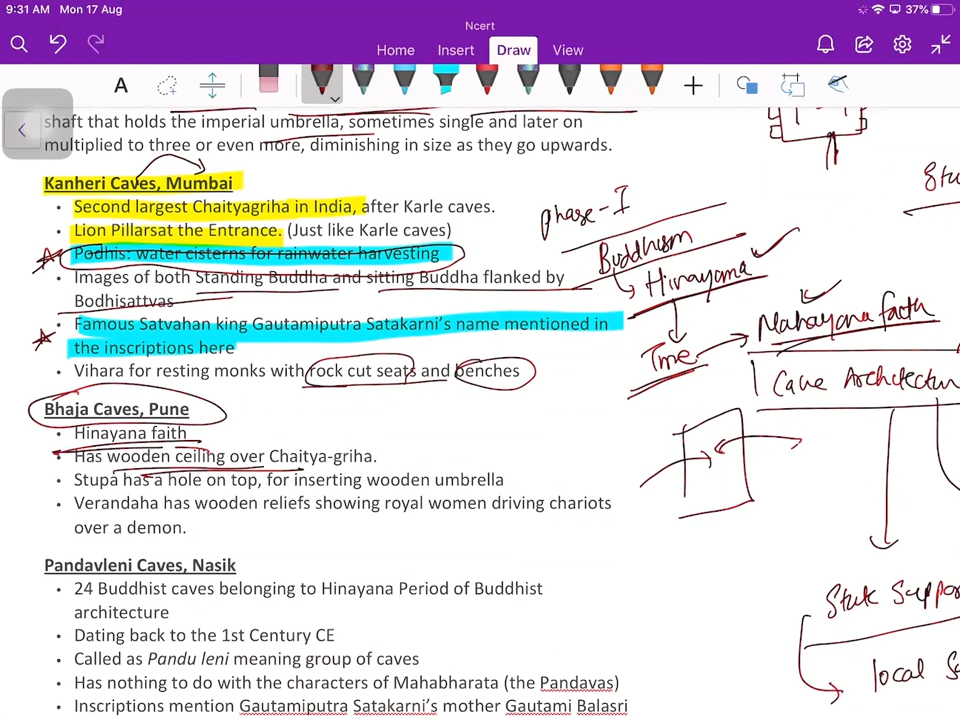 9:31 AM Mon 17 Aug
37%
Ncert
Home Insert Draw View
A
shaft that holds the imperial umbrella, sometimes single and later on
multiplied to three or even more, diminishing in size as they go upwards.
Kanheri Caves, Mumbai
• Second largest Chaityagriha in India, after Karle caves.
• Lion Pillarsat the Entrance. (Just like Karle caves)
• Podhis: water cisterns for rainwater harvesting
• Images of both Standing Buddha and sitting Buddha flanked by
Bodhisattvas
• Famous Satvahan king Gautamiputra Satakarni's name mentioned in
the inscriptions here
• Vihara for resting monks with rock cut seats and benches
Bhaja Caves, Pune
• Hinayana faith
• Has wooden ceiling over Chaitya-griha.
• Stupa has a hole on top, for inserting wooden umbrella
• Verandaha has wooden reliefs showing royal women driving chariots
over a demon.
Pandavleni Caves, Nasik
• 24 Buddhist caves belonging to Hinayana Period of Buddhist
architecture
• Dating back to the 1st Century CE
• Called as Pandu leni meaning group of caves
• Has nothing to do with the characters of Mahabharata (the Pandavas)
• Inscriptions mention Gautamiputra Satakarni's mother Gautami Balasri
Phase-I
Buddhism
Hinayana
Time
Mahayana faith
Cave Architectur
State Suppor
local